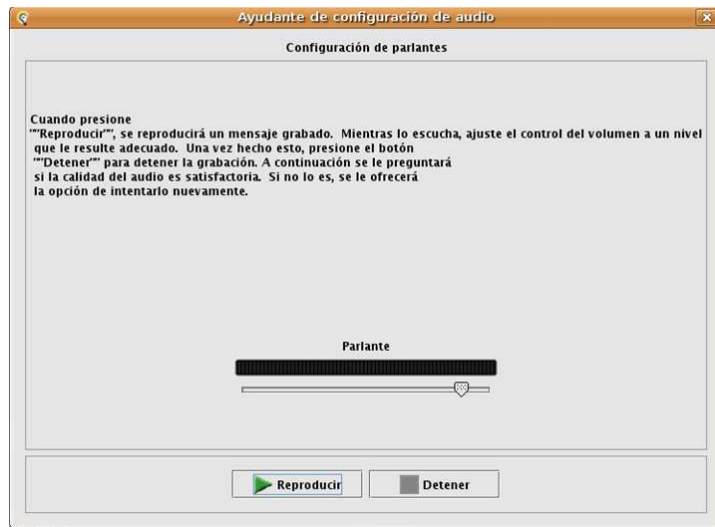 Ayudante de configuración de audio
Configuración de parlantes
Cuando presione
""Reproducir"", se reproducirá un mensaje grabado. Mientras lo escucha, ajuste el control del volumen a un nivel
que le resulte adecuado. Una vez hecho esto, presione el botón
""Detener"" para detener la grabación. A continuación se le preguntará
si la calidad del audio es satisfactoria. Si no lo es, se le ofrecerá
la opción de intentarlo nuevamente.
Parlante
Reproducir
Detener